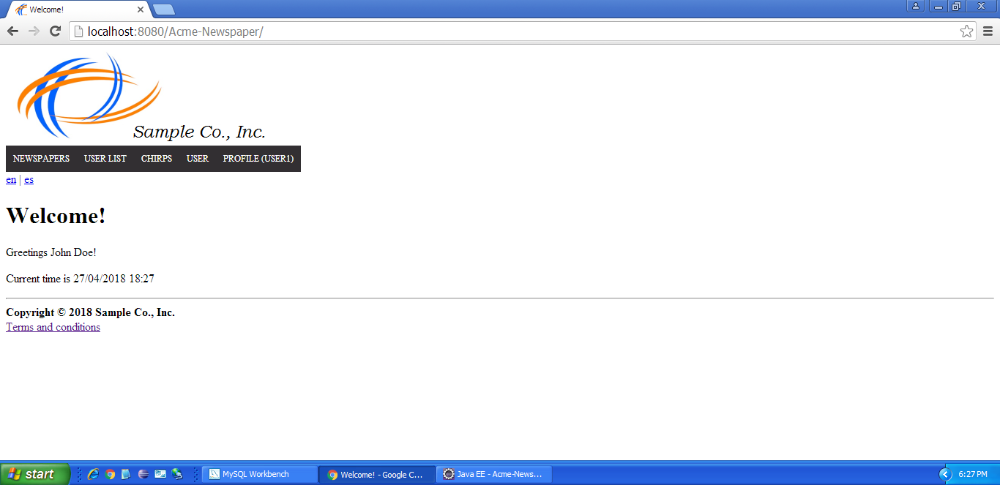 Welcome!
localhost:8080/Acme-Newspaper/
Sample Co., Inc.
NEWSPAPERS USER LIST CHIRPS USER PROFILE (USER1)
en | es
Welcome!
Greetings John Doe!
Current time is 27/04/2018 18:27
Copyright © 2018 Sample Co., Inc.
Terms and conditions
start MySQL Workbench Welcome! - Google C... Java EE - Acme-News... 6:27 PM